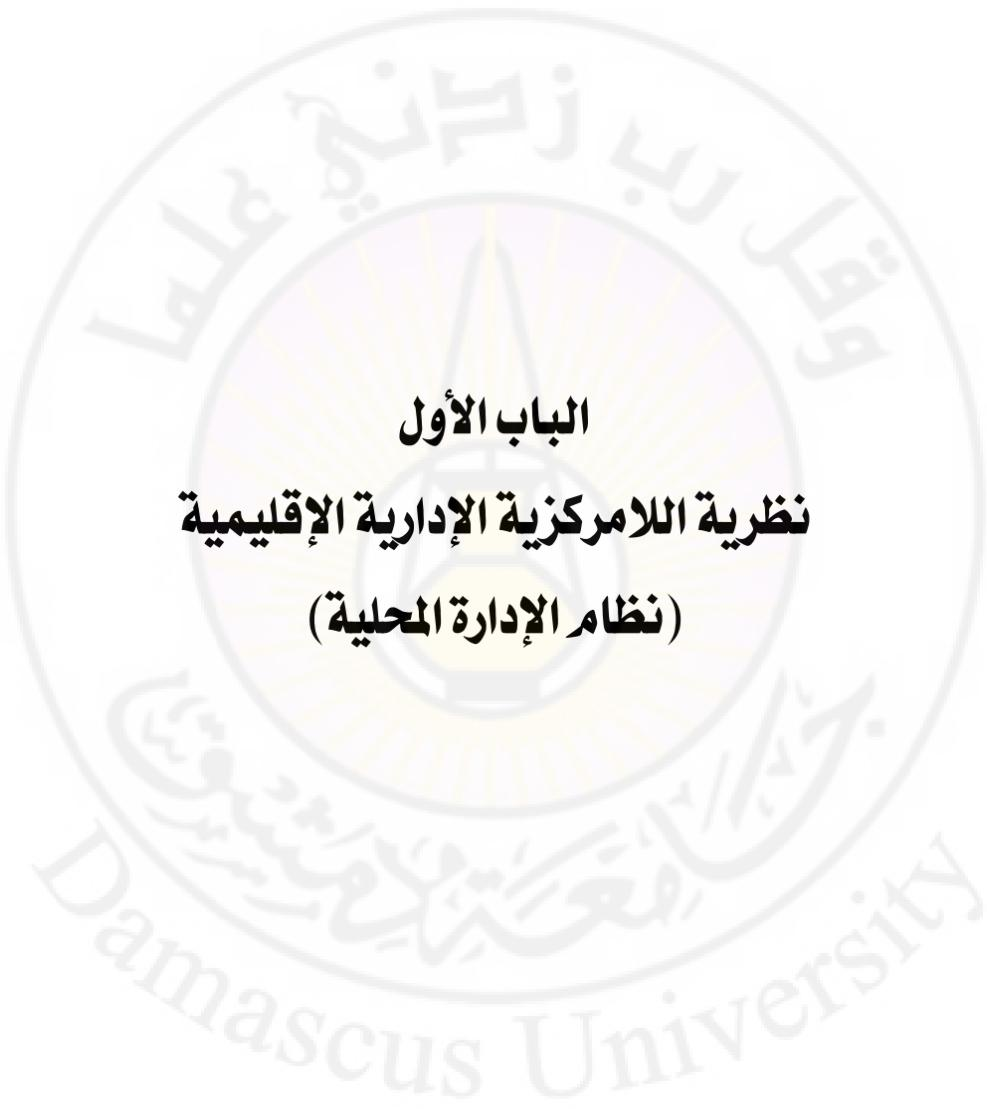 وقل رب زدني علما
الباب الأول
نظرية اللامركزية الإدارية الإقليمية
(نظام الإدارة المحلية)
جامعة دمشق
Damascus University